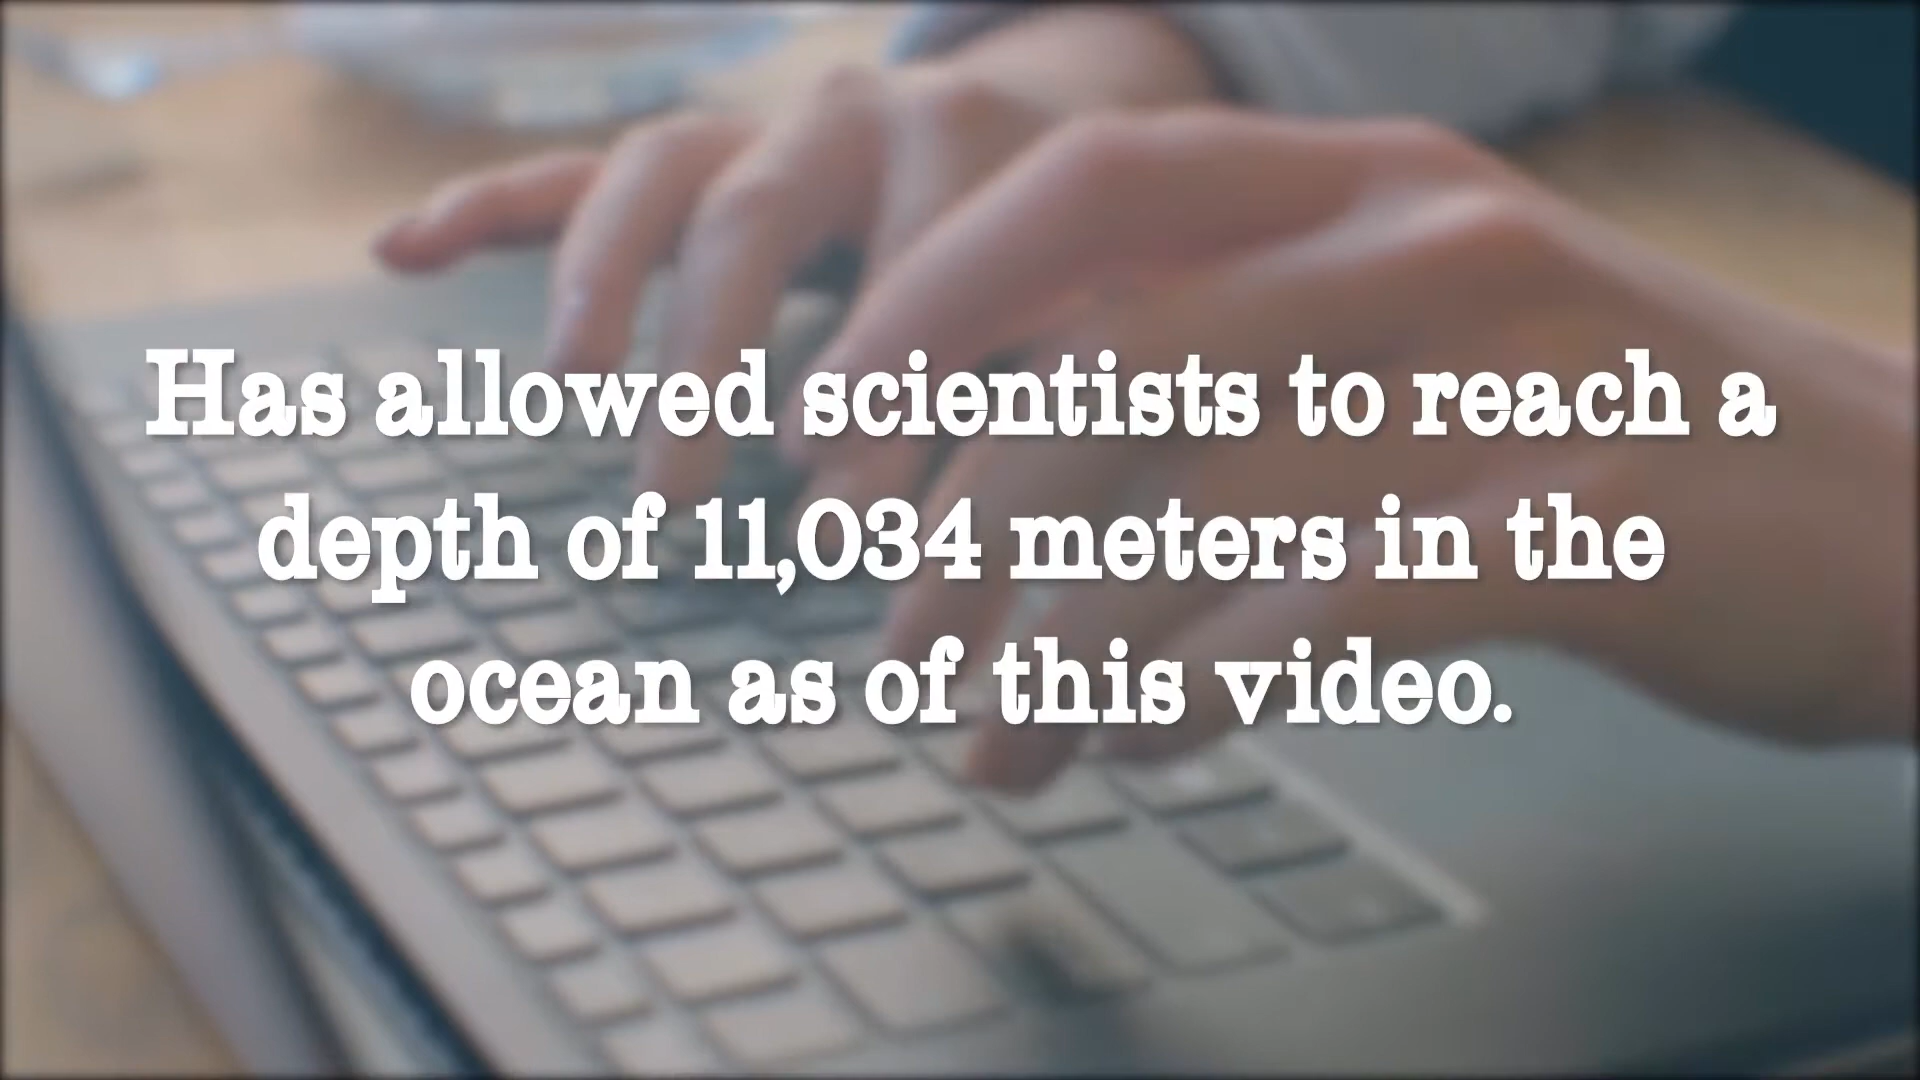 Has allowed scientists to reach a
depth of 11,034 meters in the
ocean as of this video.